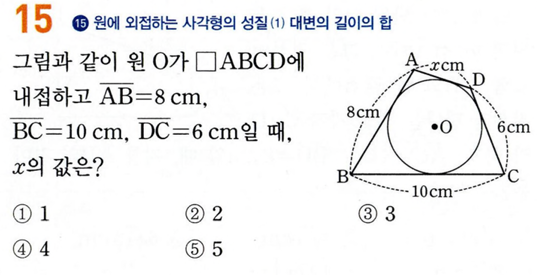 15
15 원에 외접하는 사각형의 성질 (1) 대변의 길이의 합
그림과 같이 원 O가 □ABCD에
내접하고 AB=8 cm,
BC=10 cm, DC=6 cm일 때,
x의 값은?
A
xcm
D
8cm
O
6cm
B
C
10cm
① 1 ② 2 ③ 3
④ 4 ⑤ 5